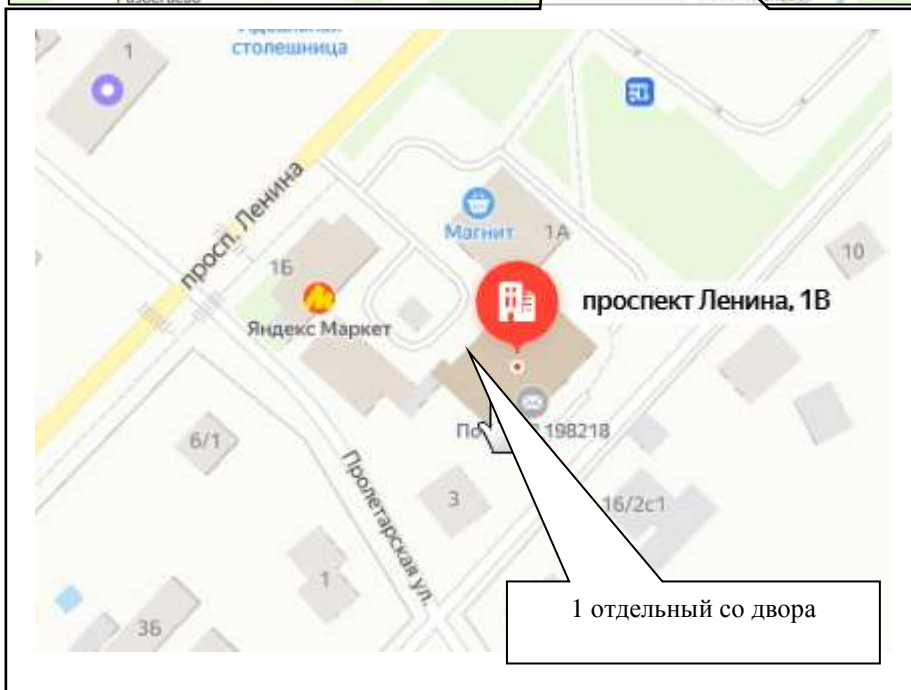 столешница
1
просп. Ленина
Магнит
1А
1Б
10
проспект Ленина, 1В
Яндекс Маркет
198218
6/1
Пролетарская ул.
3
16/2с1
1
3Б
1 отдельный со двора